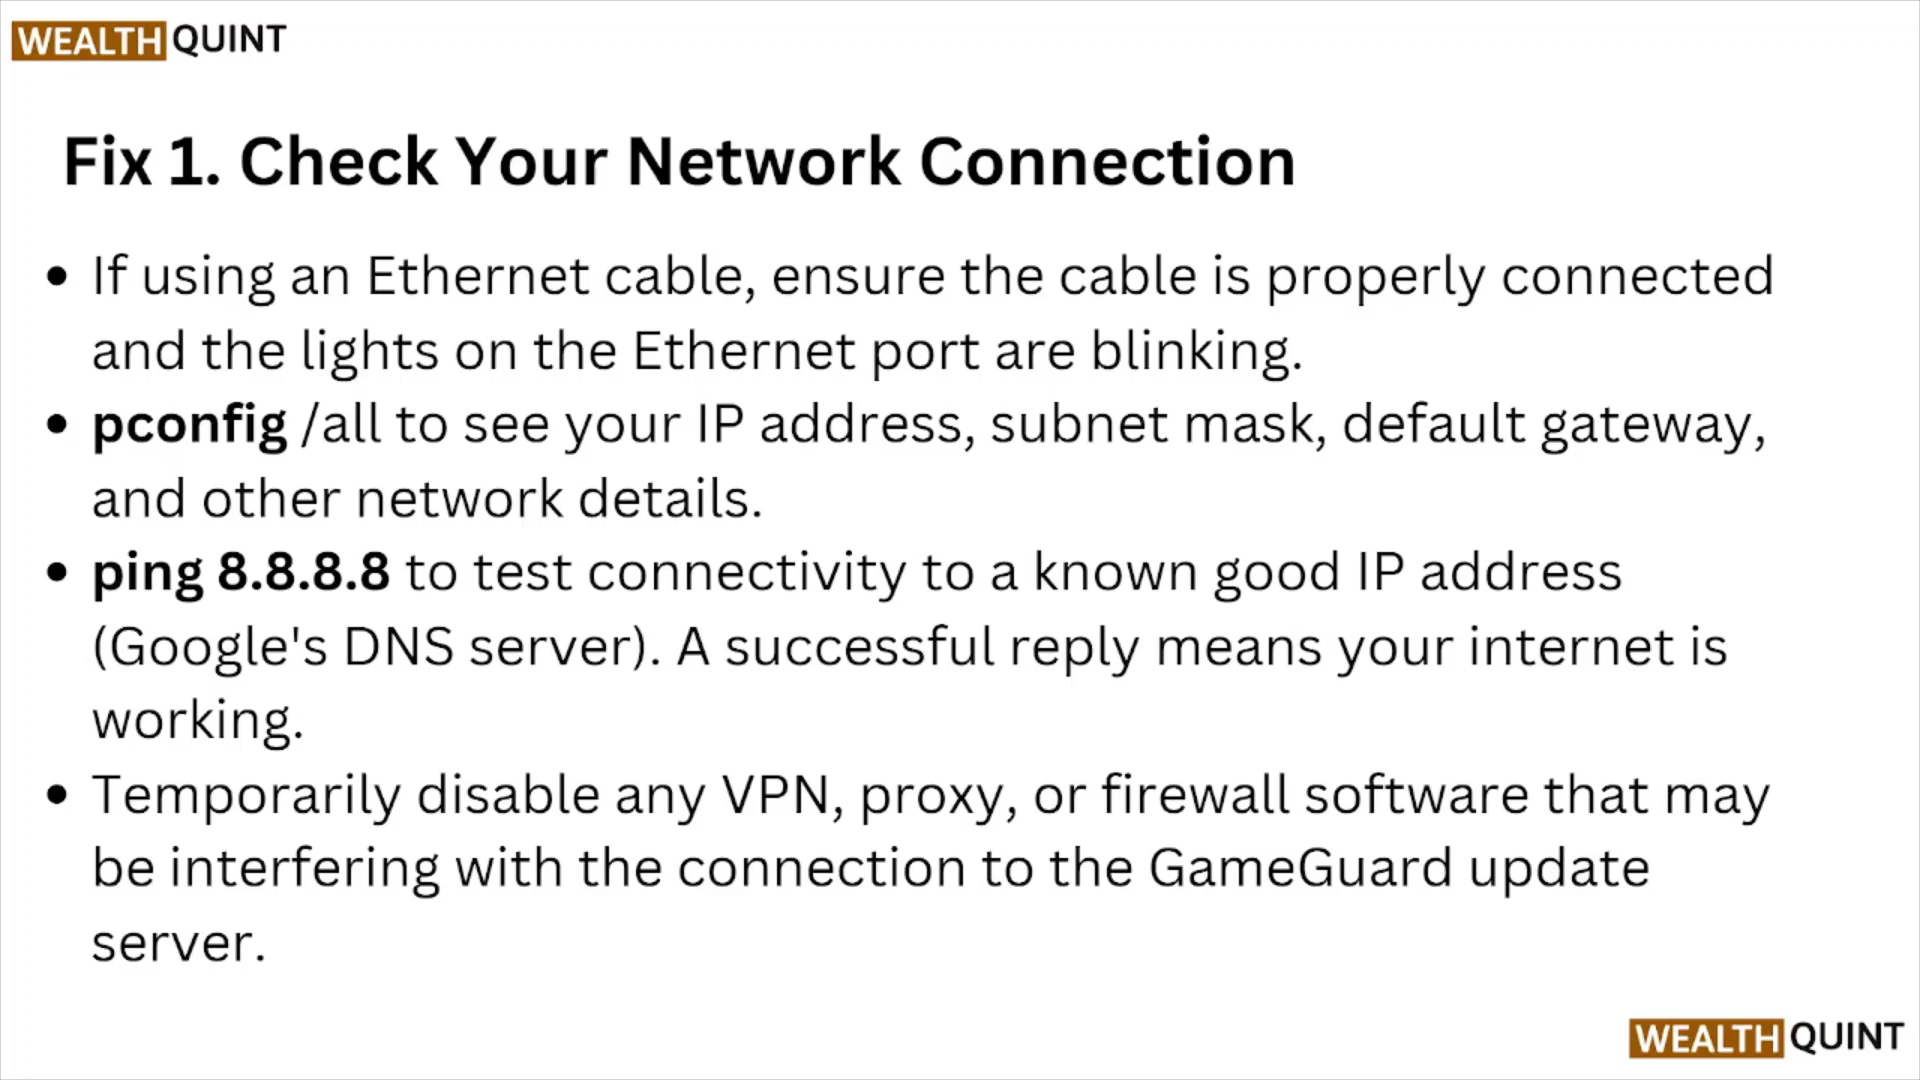 WEALTH QUINT
Fix 1. Check Your Network Connection
• If using an Ethernet cable, ensure the cable is properly connected
and the lights on the Ethernet port are blinking.
• pconfig /all to see your IP address, subnet mask, default gateway,
and other network details.
• ping 8.8.8.8 to test connectivity to a known good IP address
(Google's DNS server). A successful reply means your internet is
working.
• Temporarily disable any VPN, proxy, or firewall software that may
be interfering with the connection to the GameGuard update
server.
WEALTH QUINT